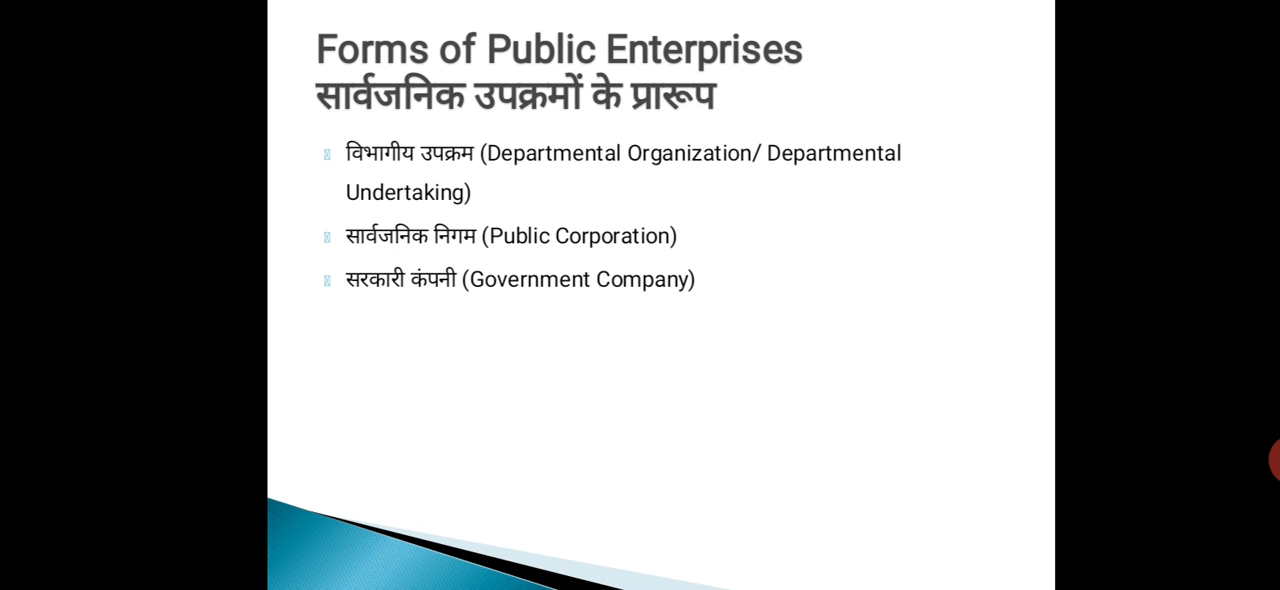 Forms of Public Enterprises
सार्वजनिक उपक्रमों के प्रारूप
विभागीय उपक्रम (Departmental Organization/ Departmental
Undertaking)
सार्वजनिक निगम (Public Corporation)
सरकारी कंपनी (Government Company)